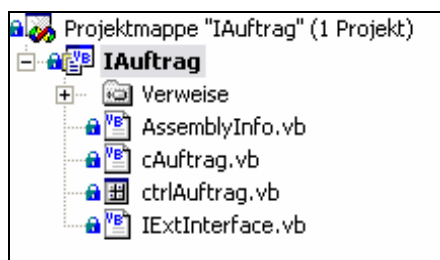 Projektmappe "IAuftrag" (1 Projekt)
IAuftrag
Verweise
AssemblyInfo.vb
cAuftrag.vb
ctrlAuftrag.vb
IExtInterface.vb